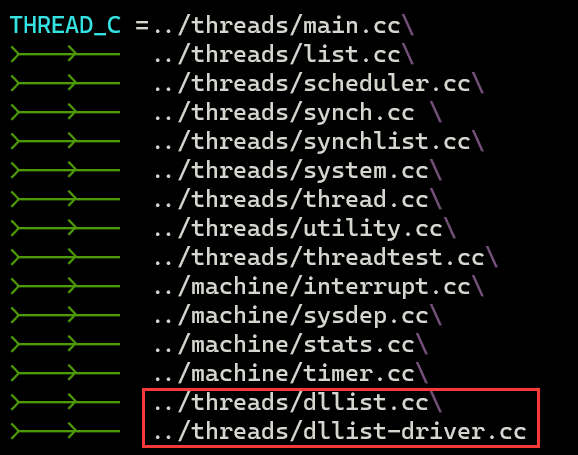 THREAD_C =../threads/main.cc\
../threads/list.cc\
../threads/scheduler.cc\
../threads/synch.cc \
../threads/synchlist.cc\
../threads/system.cc\
../threads/thread.cc\
../threads/utility.cc\
../threads/threadtest.cc\
../machine/interrupt.cc\
../machine/sysdep.cc\
../machine/stats.cc\
../machine/timer.cc\
../threads/dllist.cc\
../threads/dllist-driver.cc